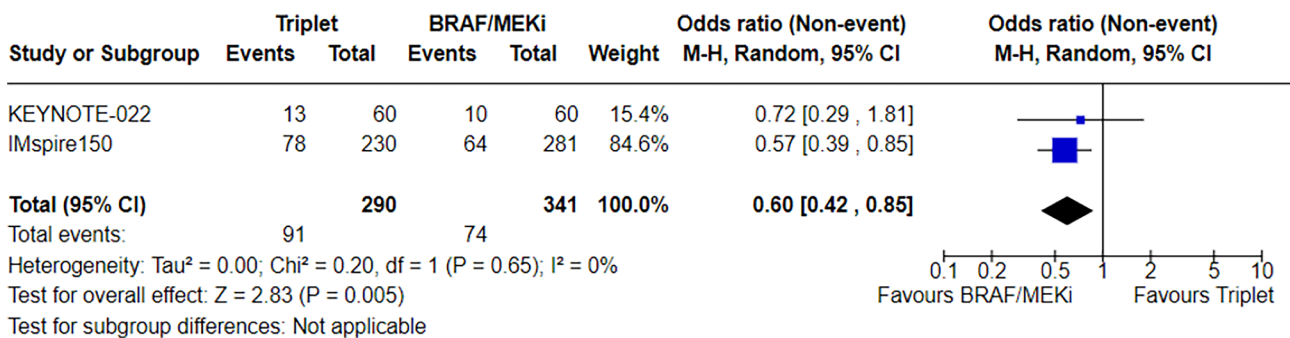 Triplet BRAF/MEKi Odds ratio (Non-event) Odds ratio (Non-event)
Study or Subgroup Events Total Events Total Weight M-H, Random, 95% CI M-H, Random, 95% CI
KEYNOTE-022 13 60 10 60 15.4% 0.72 [0.29 , 1.81]
IMspire150 78 230 64 281 84.6% 0.57 [0.39 , 0.85]
Total (95% CI) 290 341 100.0% 0.60 [0.42 , 0.85]
Total events: 91 74
Heterogeneity: Tau² = 0.00; Chi² = 0.20, df = 1 (P = 0.65); I² = 0%
0.1 0.2 0.5 1 2 5 10
Test for overall effect: Z = 2.83 (P = 0.005)
Favours BRAF/MEKi Favours Triplet
Test for subgroup differences: Not applicable